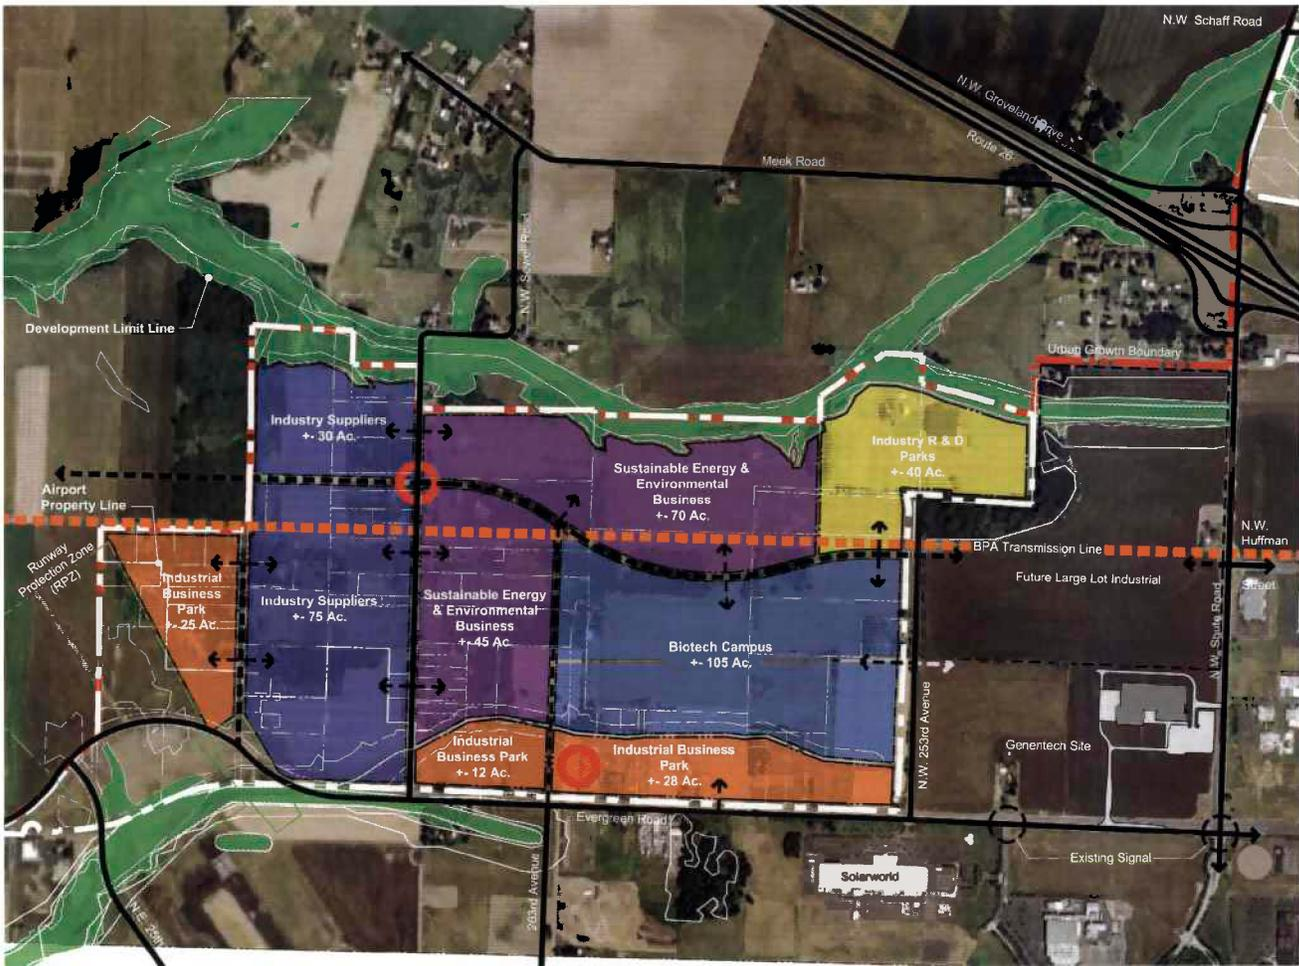 N.W. Schaff Road
N.W. Groveland Drive
Route 26
Meek Road
N.W. Sewell Road
Development Limit Line
Urban Growth Boundary
Industry Suppliers
+- 30 Ac.
Industry R & D
Parks
+- 40 Ac.
Sustainable Energy &
Environmental
Business
+- 70 Ac.
Airport
Property Line
N.W.
Huffman
Street
BPA Transmission Line
Runway
Protection Zone
(RPZ)
Future Large Lot Industrial
Industrial
Business
Park
+- 25 Ac.
Industry Suppliers
+- 75 Ac.
Sustainable Energy
& Environmental
Business
+- 45 Ac.
Biotech Campus
+- 105 Ac.
N.W. Shute Road
N.W. 253rd Avenue
Genentech Site
Industrial
Business Park
+- 12 Ac.
Industrial Business
Park
+- 28 Ac.
Evergreen Road
Existing Signal
Solarworld
263rd Avenue